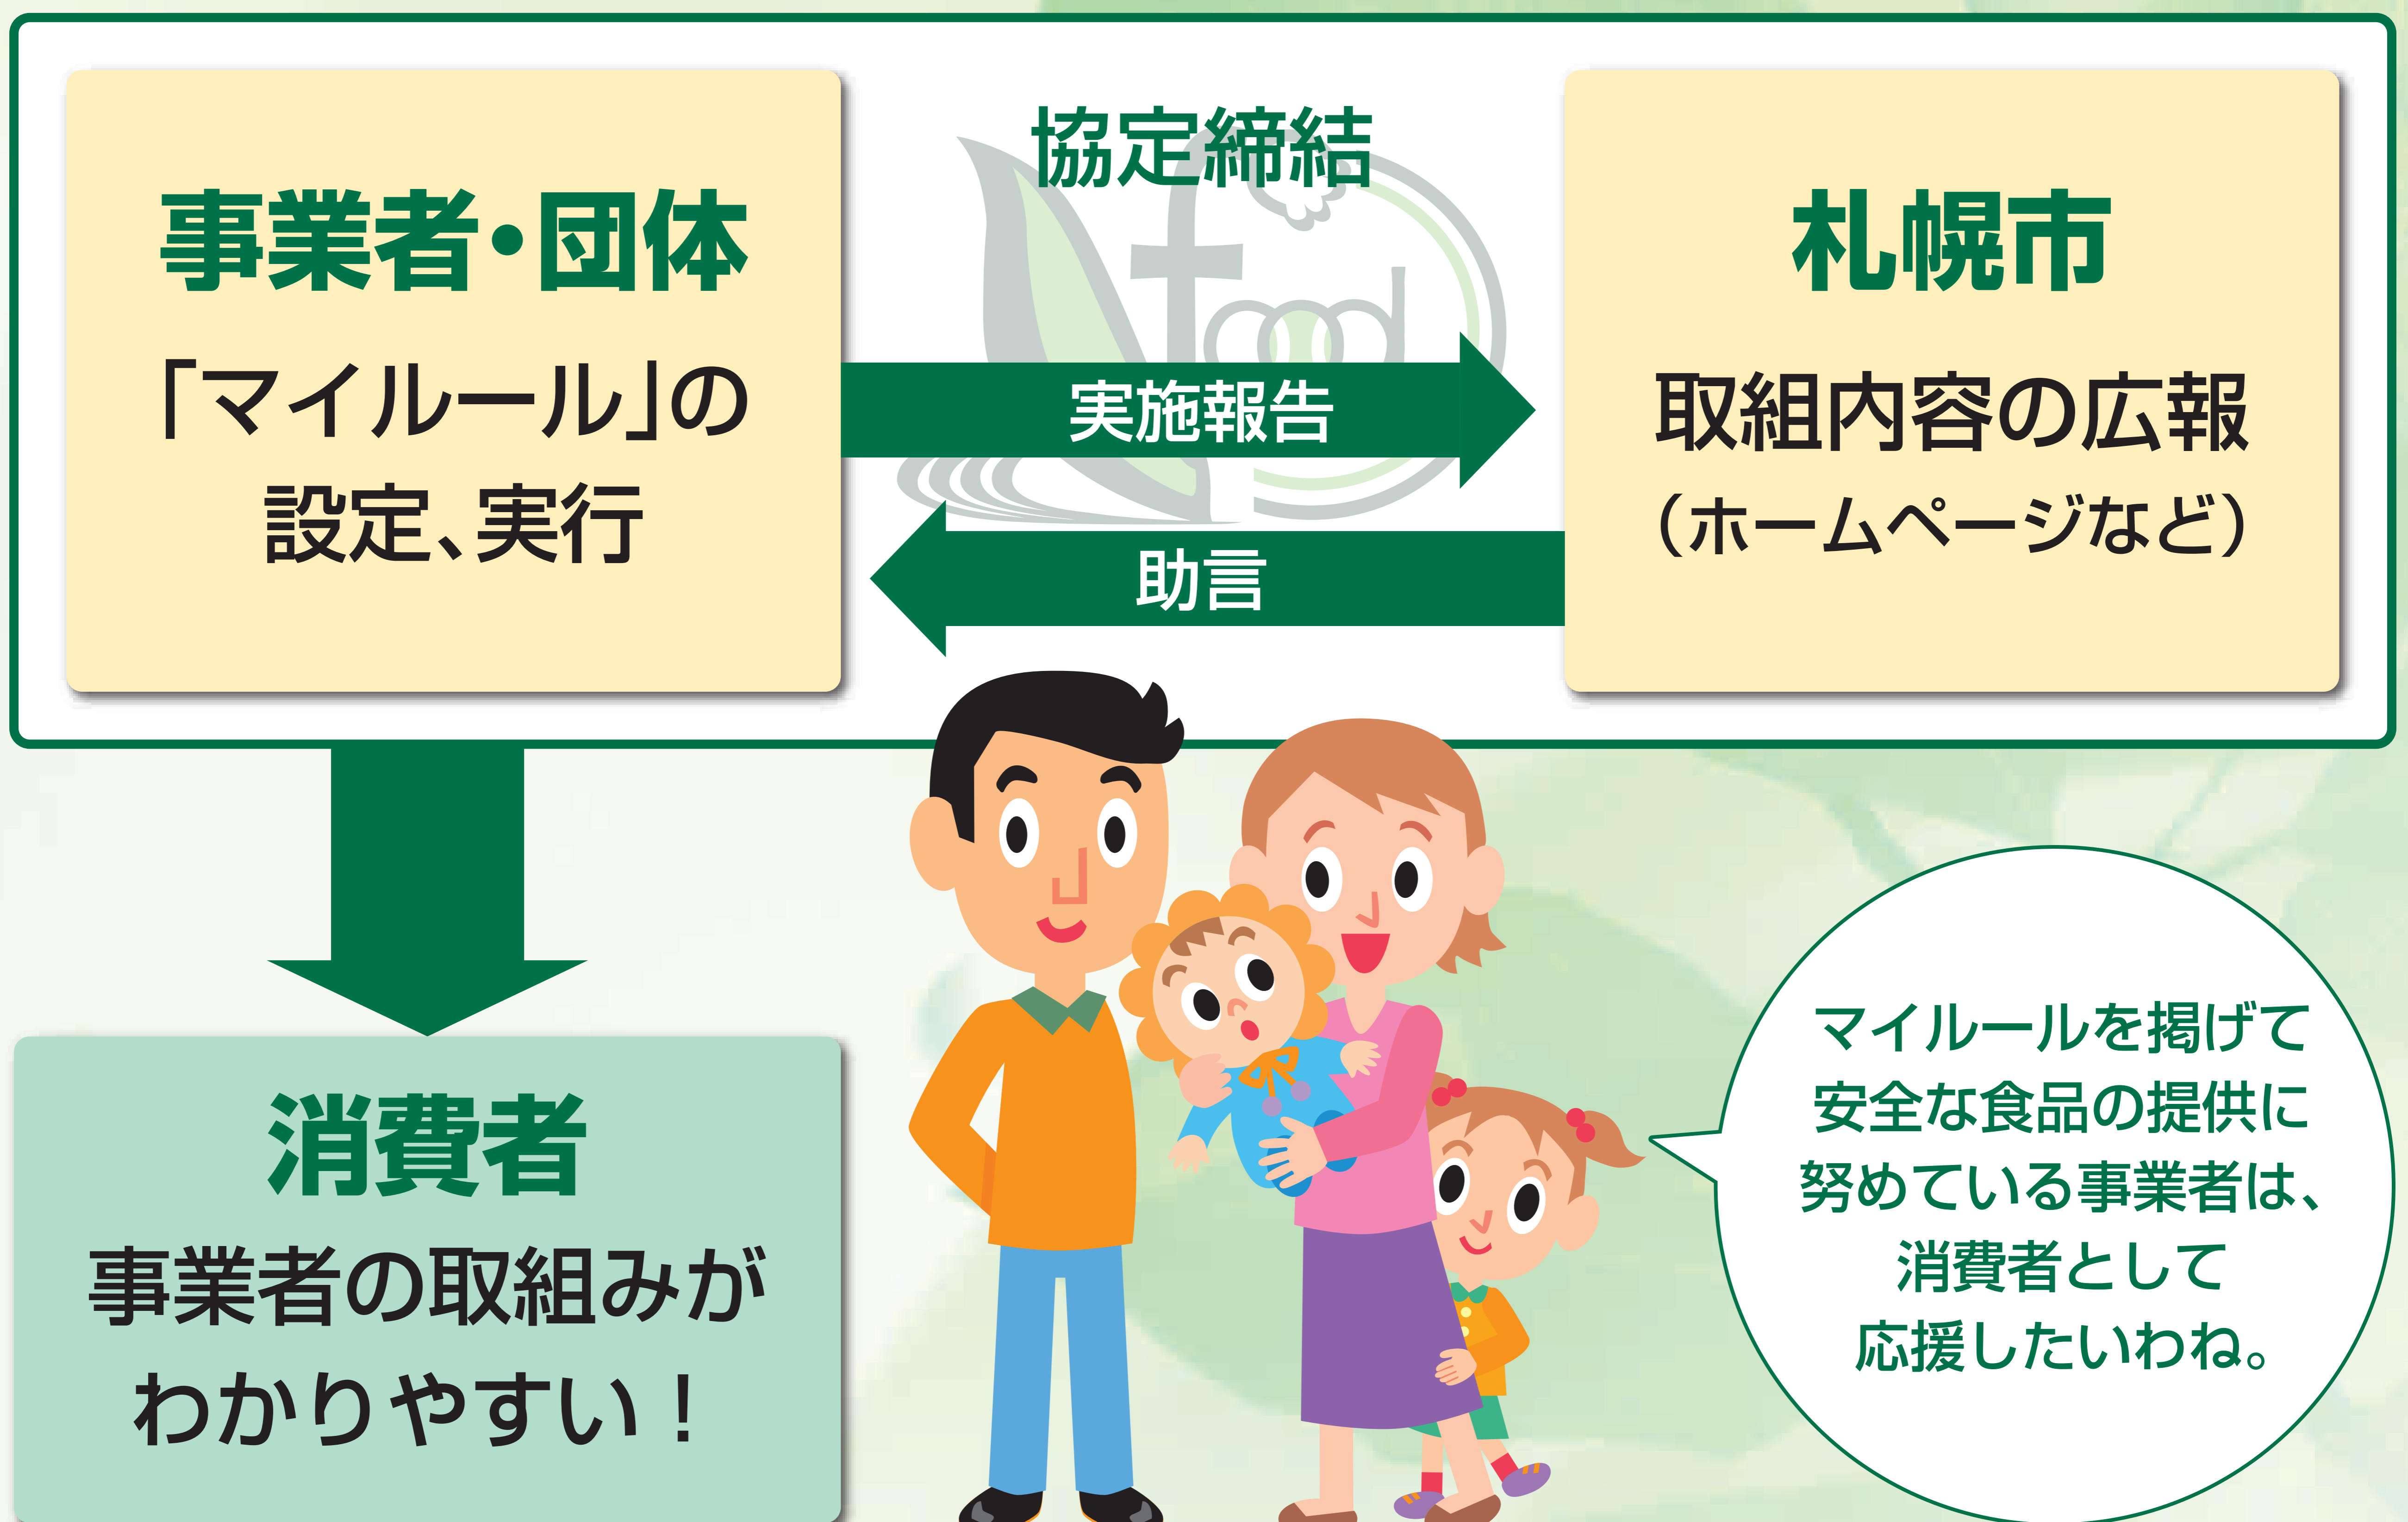 協定締結
事業者・団体
「マイルール」の
設定、実行
food
実施報告
助言
札幌市
取組内容の広報
（ホームページなど）
消費者
事業者の取組みが
わかりやすい！
マイルールを掲げて
安全な食品の提供に
努めている事業者は、
消費者として
応援したいわね。